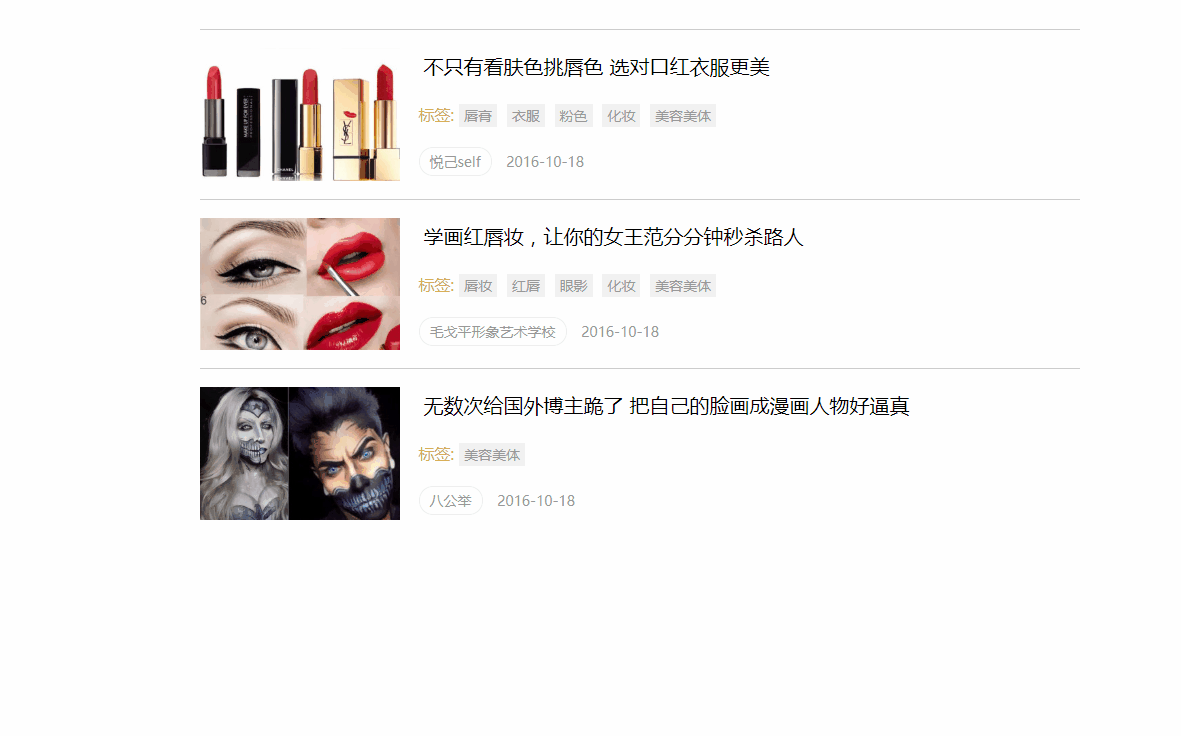 不只有看肤色挑唇色 选对口红衣服更美
标签: 唇膏 衣服 粉色 化妆 美容美体
悦己self 2016-10-18
MAKE UP FOR EVER
CHANEL
学画红唇妆，让你的女王范分分钟秒杀路人
标签: 唇妆 红唇 眼影 化妆 美容美体
6
毛戈平形象艺术学校 2016-10-18
无数次给国外博主跪了 把自己的脸画成漫画人物好逼真
标签: 美容美体
八公举 2016-10-18